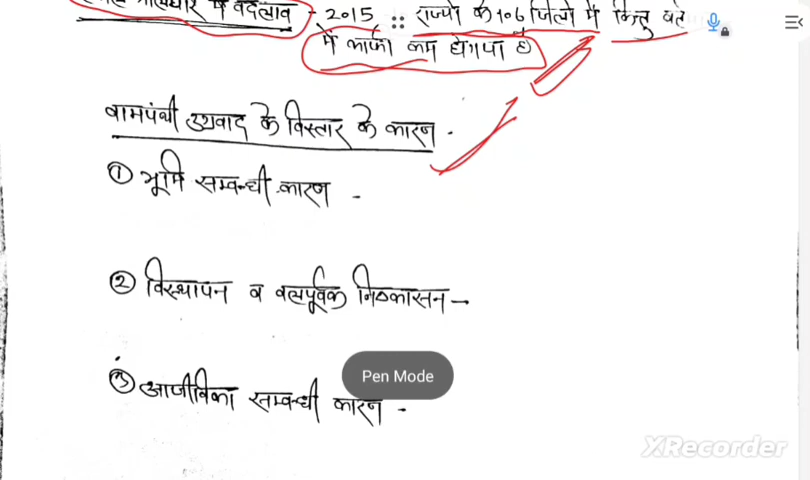 में बदलाव - 2015 राज्यों के 106 जिलों में किन्तु
में काफी कम होगया है
वामपंथी उग्रवाद के विस्तार के कारण -
① भूमि सम्बन्धी कारण -
② विस्थापन व बलपूर्वक निष्कासन -
③ आजीविका सम्बन्धी कारण -
Pen Mode
XRecorder